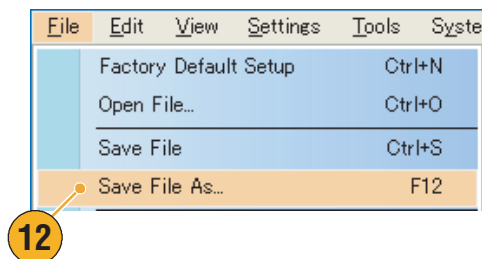 File Edit View Settings Tools Syste
Factory Default Setup Ctrl+N
Open File... Ctrl+O
Save File Ctrl+S
Save File As... F12
12